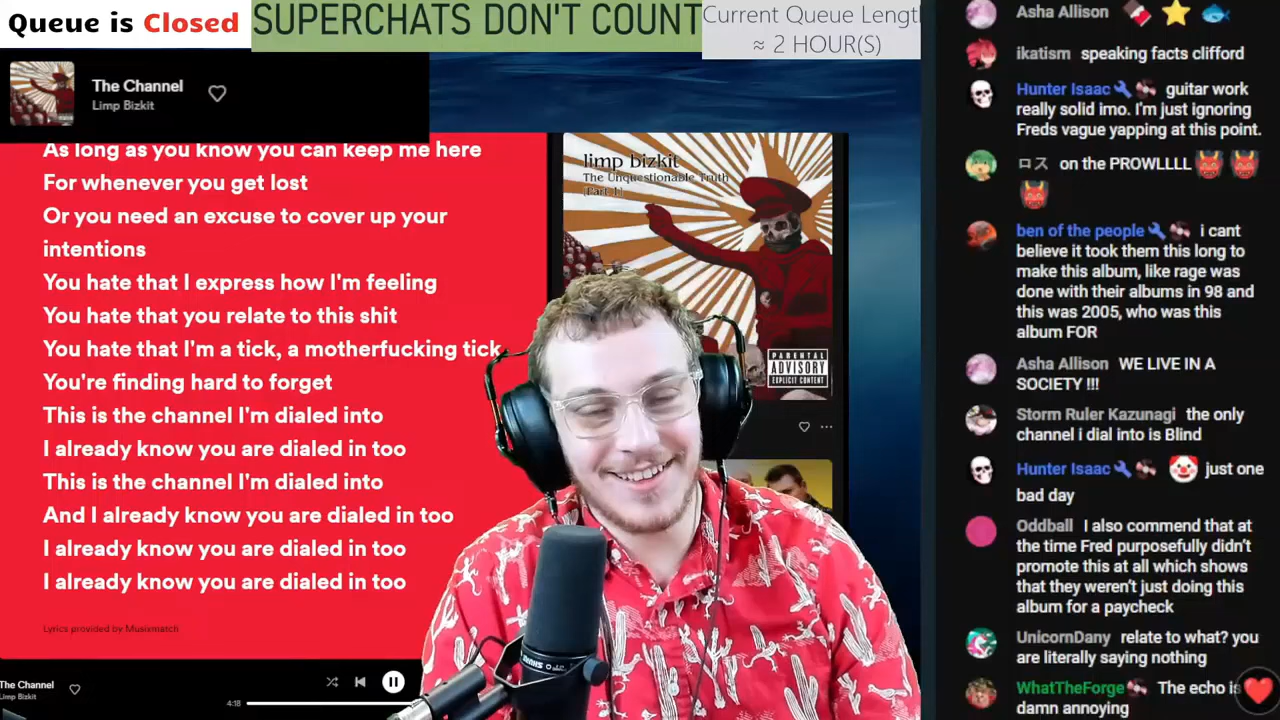 Queue is Closed
SUPERCHATS DON'T COUNT
Current Queue Length
≈ 2 HOUR(S)
The Channel
Limp Bizkit
As long as you know you can keep me here
For whenever you get lost
Or you need an excuse to cover up your
intentions
You hate that I express how I'm feeling
You hate that you relate to this shit
You hate that I'm a tick, a motherfucking tick
You're finding hard to forget
This is the channel I'm dialed into
I already know you are dialed in too
This is the channel I'm dialed into
And I already know you are dialed in too
I already know you are dialed in too
I already know you are dialed in too
Lyrics provided by Musixmatch
The Channel
Limp Bizkit
4:18
limp bizkit
The Unquestionable Truth
(Part 1)
PARENTAL
ADVISORY
EXPLICIT CONTENT
SHURE
Asha Allison
ikatism speaking facts clifford
Hunter Isaac guitar work
really solid imo. I'm just ignoring
Freds vague yapping at this point.
ロス on the PROWLLLL
ben of the people i cant
believe it took them this long to
make this album, like rage was
done with their albums in 98 and
this was 2005, who was this
album FOR
Asha Allison WE LIVE IN A
SOCIETY !!!
Storm Ruler Kazunagi the only
channel i dial into is Blind
Hunter Isaac just one
bad day
Oddball I also commend that at
the time Fred purposefully didn't
promote this at all which shows
that they weren't just doing this
album for a paycheck
UnicornDany relate to what? you
are literally saying nothing
WhatTheForge The echo is
damn annoying